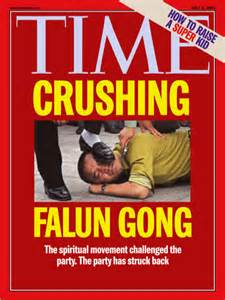 HOW TO RAISE
A SUPER KID
TIME
CRUSHING
FALUN GONG
The spiritual movement challenged the
party. The party has struck back